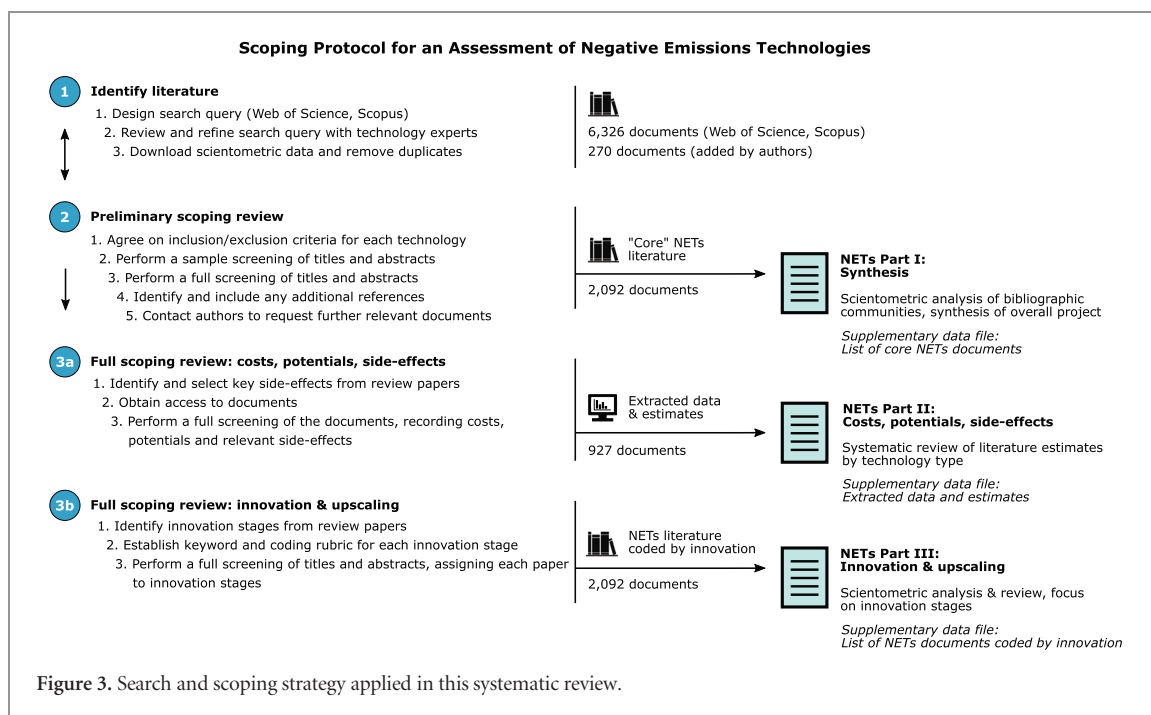 Scoping Protocol for an Assessment of Negative Emissions Technologies
1
Identify literature
1. Design search query (Web of Science, Scopus)
2. Review and refine search query with technology experts
3. Download scientometric data and remove duplicates
6,326 documents (Web of Science, Scopus)
270 documents (added by authors)
2
Preliminary scoping review
1. Agree on inclusion/exclusion criteria for each technology
2. Perform a sample screening of titles and abstracts
3. Perform a full screening of titles and abstracts
4. Identify and include any additional references
5. Contact authors to request further relevant documents
"Core" NETs
literature
2,092 documents
NETs Part I:
Synthesis
Scientometric analysis of bibliographic
communities, synthesis of overall project
Supplementary data file:
List of core NETs documents
3a
Full scoping review: costs, potentials, side-effects
1. Identify and select key side-effects from review papers
2. Obtain access to documents
3. Perform a full screening of the documents, recording costs,
potentials and relevant side-effects
Extracted data
& estimates
927 documents
NETs Part II:
Costs, potentials, side-effects
Systematic review of literature estimates
by technology type
Supplementary data file:
Extracted data and estimates
3b
Full scoping review: innovation & upscaling
1. Identify innovation stages from review papers
2. Establish keyword and coding rubric for each innovation stage
3. Perform a full screening of titles and abstracts, assigning each paper
to innovation stages
NETs literature
coded by innovation
2,092 documents
NETs Part III:
Innovation & upscaling
Scientometric analysis & review, focus
on innovation stages
Supplementary data file:
List of NETs documents coded by innovation
Figure 3. Search and scoping strategy applied in this systematic review.